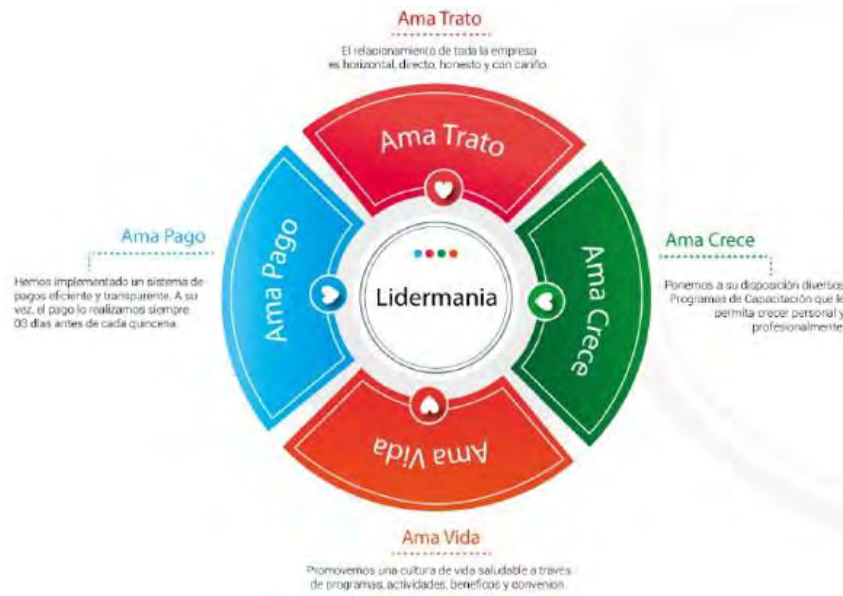 Ama Trato
El relacionamiento de toda la empresa
es horizontal, directo, honesto y con cariño.
Ama Trato
Ama Pago
Hemos implementado un sistema de
pagos eficiente y transparente. A su
vez, el pago lo realizamos siempre
03 días antes de cada quincena.
Ama Pago
Lidermania
Ama Crece
Ama Crece
Ponemos a su disposición diversos
Programas de Capacitación que le
permita crecer personal y
profesionalmente
Ama Vida
Ama Vida
Promovemos una cultura de vida saludable a través
de programas, actividades, beneficos y convenios.